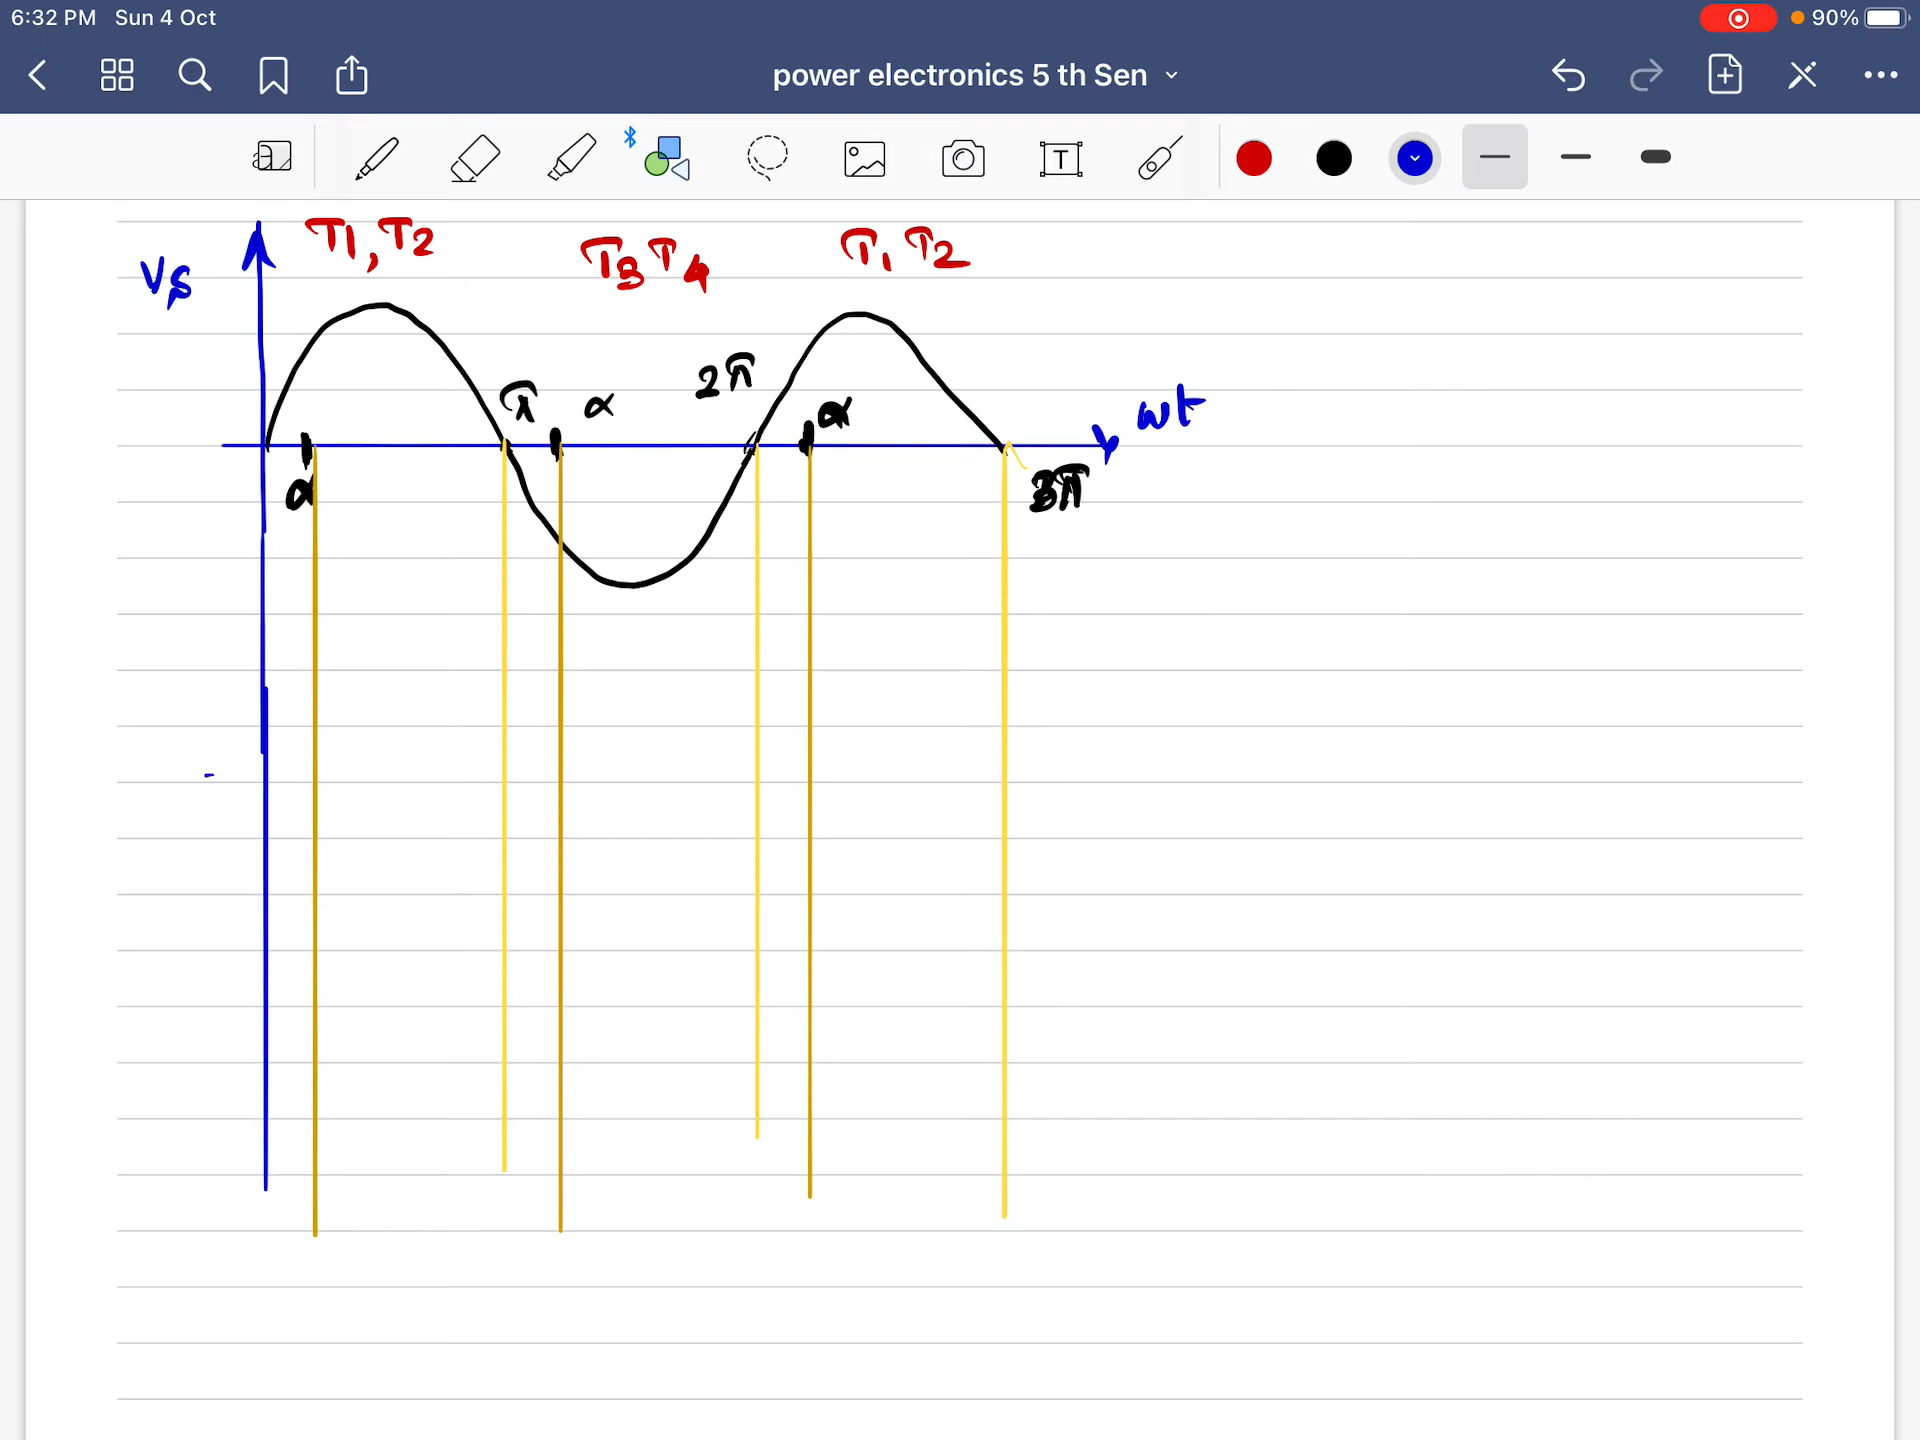 6:32 PM Sun 4 Oct
90%
power electronics 5 th Sen
T
T1, T2
T3 T4
T1 T2
Vs
2π
π α
α
ωt
α
3π